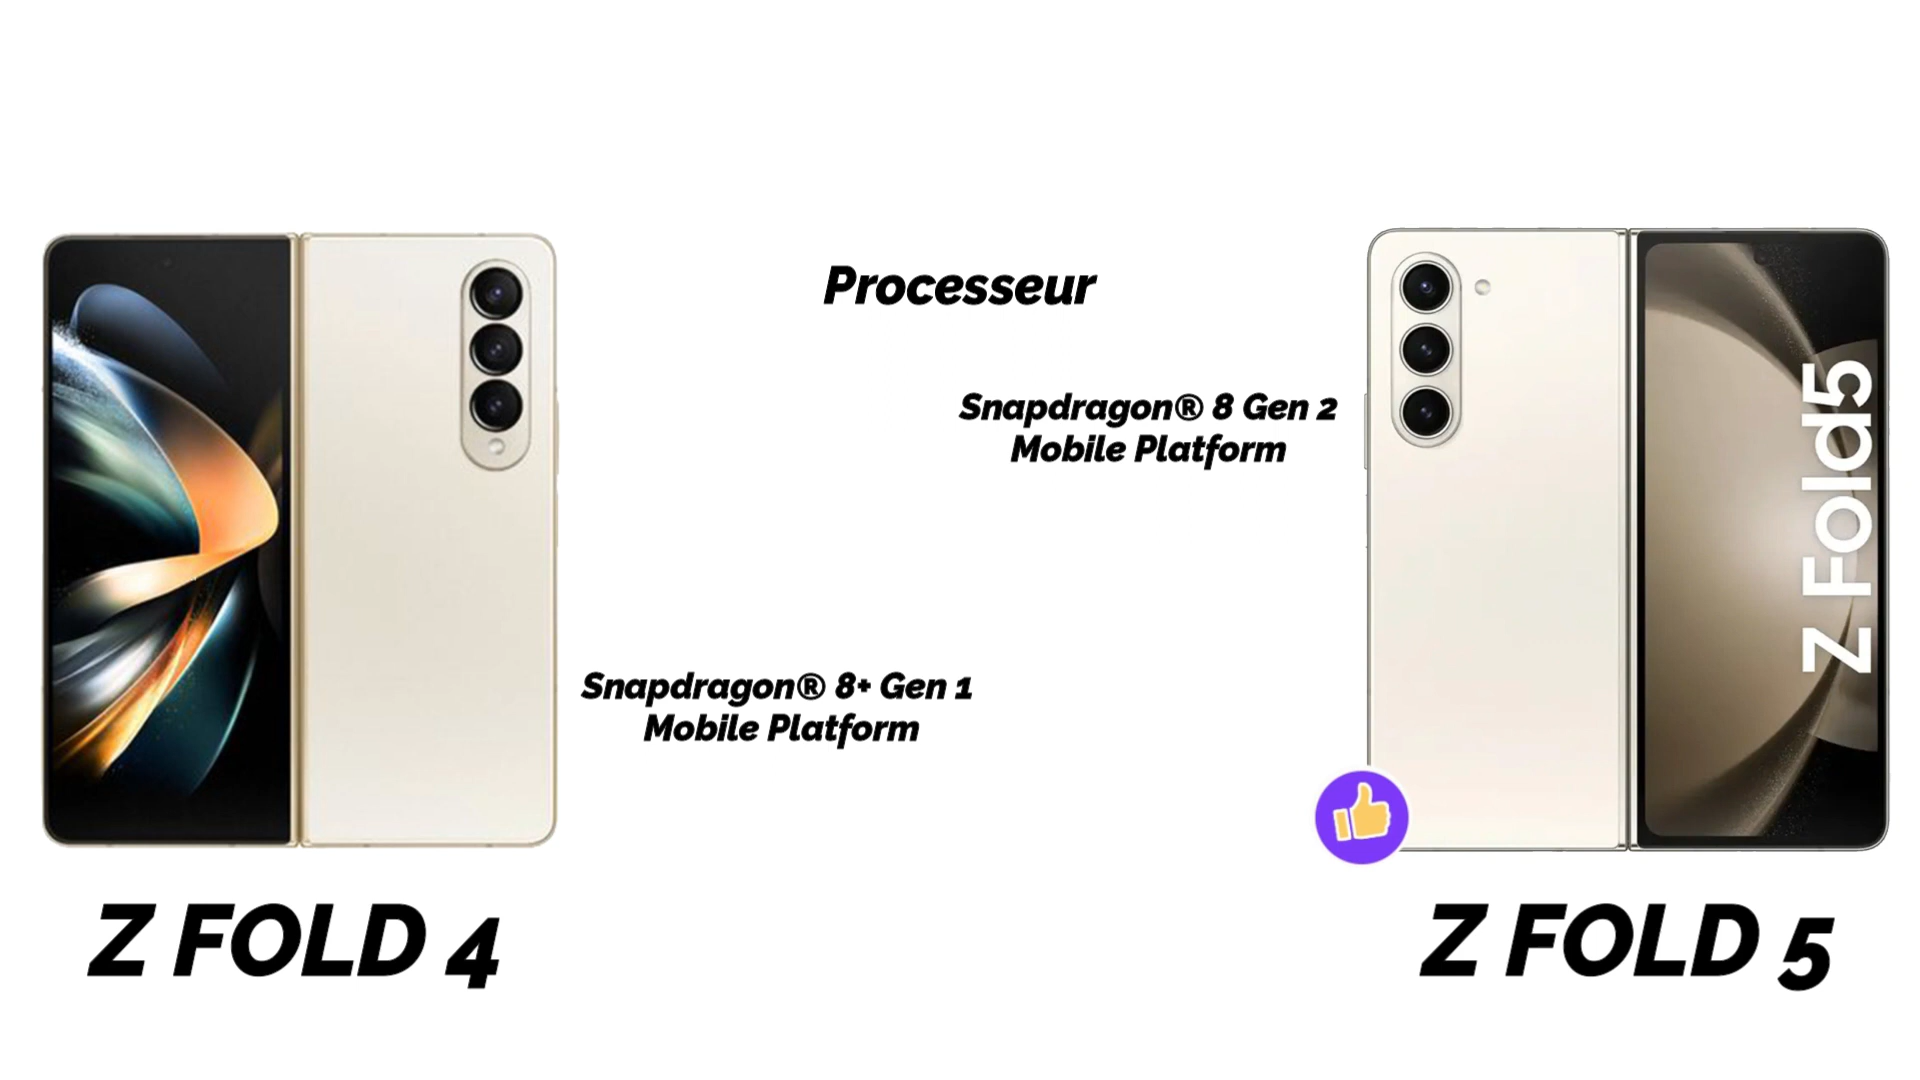 Processeur
Snapdragon® 8 Gen 2
Mobile Platform
Snapdragon® 8+ Gen 1
Mobile Platform
Z Fold5
Z FOLD 4
Z FOLD 5